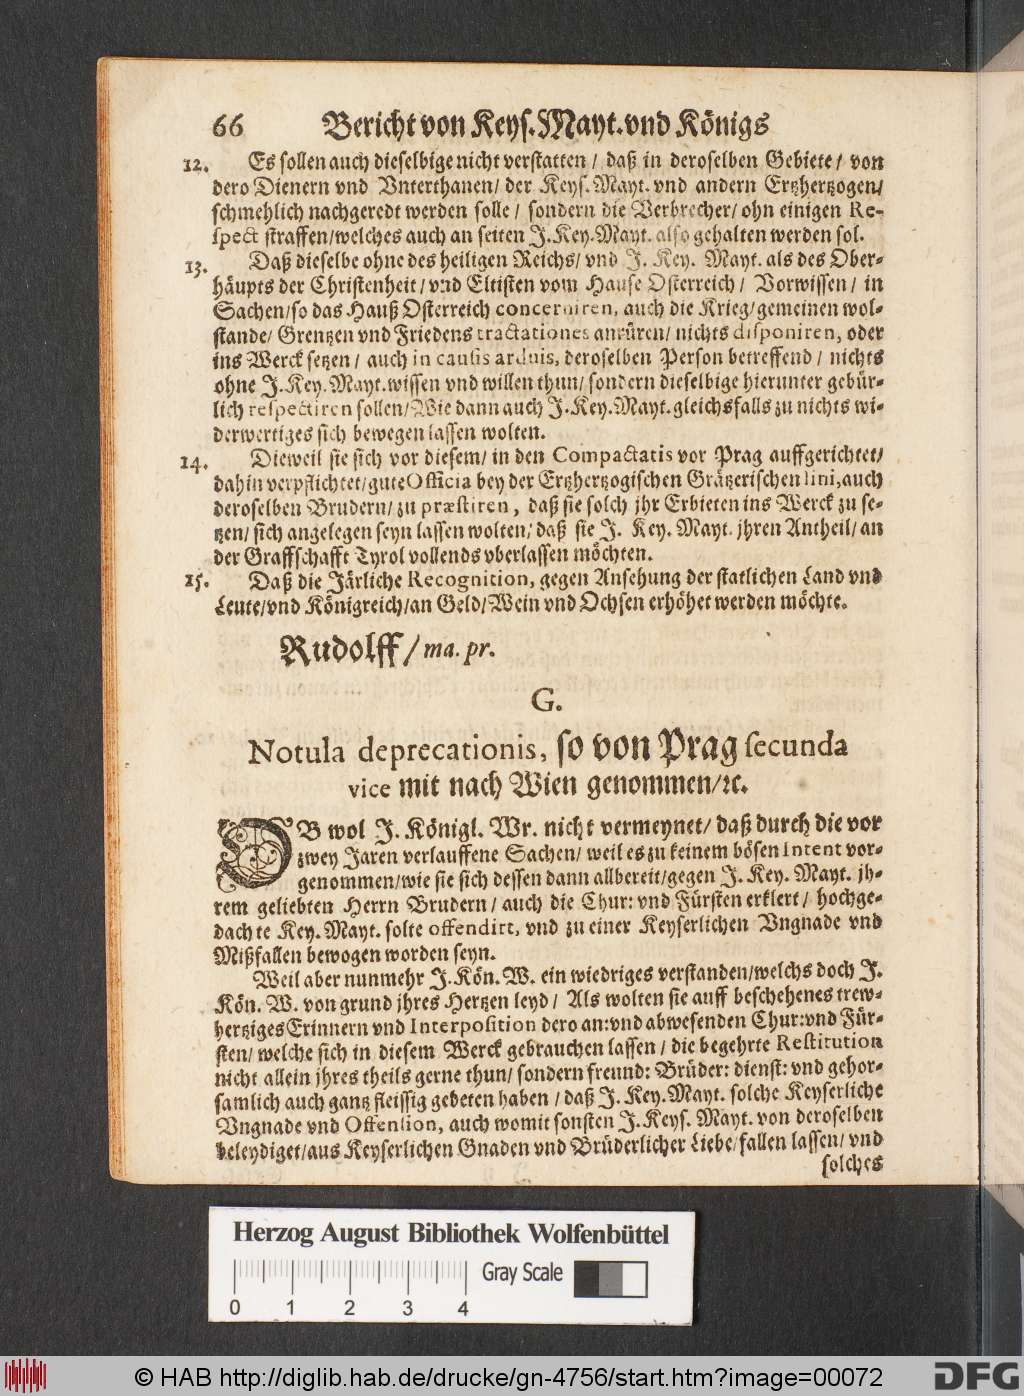 66 Bericht von Keys. Mayt. vnd Königs
12. Es sollen auch dieselbige nicht verstatten / daß in deroselben Gebiete / von
dero Dienern vnd Vnterthanen / der Keys. Mayt. vnd andern Ertzhertzogen /
schmehlich nachgeredt werden solle / sondern die Verbrecher / ohn einigen Re-
spect straffen / welches auch an seiten J. Key. Mayt. also gehalten werden sol.
13. Daß dieselbe ohne des heiligen Reichs / vnd J. Key. Mayt. als des Ober-
häupts der Christenheit / vnd Eltisten vom Hause Osterreich / Vorwissen / in
Sachen / so das Hauß Osterreich concerniren, auch die Krieg / gemeinen wol-
stande / Grentzen vnd Friedens tractationes anrüren / nichts disponiren, oder
ins Werck setzen / auch in causis arduis, deroselben Person betreffend / nichts
ohne J. Key. Mayt. wissen vnd willen thun / sondern dieselbige hierunter gebür-
lich respectiren sollen / Wie dann auch J. Key. Mayt. gleichsfalls zu nichts wi-
derwertiges sich bewegen lassen wolten.
14. Dieweil sie sich vor diesem / in den Compactatis vor Prag auffgerichtet /
dahin verpflichtet / gute Officia bey der Ertzhertzogischen Grätzerischen lini, auch
deroselben Brudern / zu præstiren, daß sie solch jhr Erbieten ins Werck zu se-
tzen / sich angelegen seyn lassen wolten / daß sie J. Key. Mayt. jhren Antheil / an
der Graffschafft Tyrol vollends vberlassen möchten.
15. Daß die Järliche Recognition, gegen Ansehung der statlichen Land vnd
Leute / vnd Königreich / an Geld / Wein vnd Ochsen erhöhet werden möchte.
Rudolff / ma. pr.
G.
Notula deprecationis, so von Prag secunda
vice mit nach Wien genommen / ꝛc.
OB wol J. Königl. Wr. nicht vermeynet / daß durch die vor
zwey Jaren verlauffene Sachen / weil es zu keinem bösen Intent vor-
genommen / wie sie sich dessen dann allbereit / gegen J. Key. Mayt. jh-
rem geliebten Herrn Brudern / auch die Chur: vnd Fürsten erklert / hochge-
dachte Key. Mayt. solte offendirt, vnd zu einer Keyserlichen Vngnade vnd
Mißfallen bewogen worden seyn.
Weil aber nunmehr J. Kön. W. ein wiedriges verstanden / welchs doch J.
Kön. W. von grund jhres Hertzen leyd / Als wolten sie auff beschehenes trew-
hertziges Erinnern vnd Interposition dero an: vnd abwesenden Chur: vnd Für-
sten / welche sich in diesem Werck gebrauchen lassen / die begehrte Restitution
nicht allein jhres theils gerne thun / sondern freund: Brüder: dienst: vnd gehor-
samlich auch gantz fleissig gebeten haben / daß J. Key. Mayt. solche Keyserliche
Vngnade vnd Offension, auch womit sonsten J. Keys. Mayt. von deroselben
beleydiget / aus Keyserlichen Gnaden vnd Brüderlicher Liebe / fallen lassen / vnd
solches
Herzog August Bibliothek Wolfenbüttel
0 1 2 3 4 Gray Scale
© HAB http://diglib.hab.de/drucke/gn-4756/start.htm?image=00072
DFG